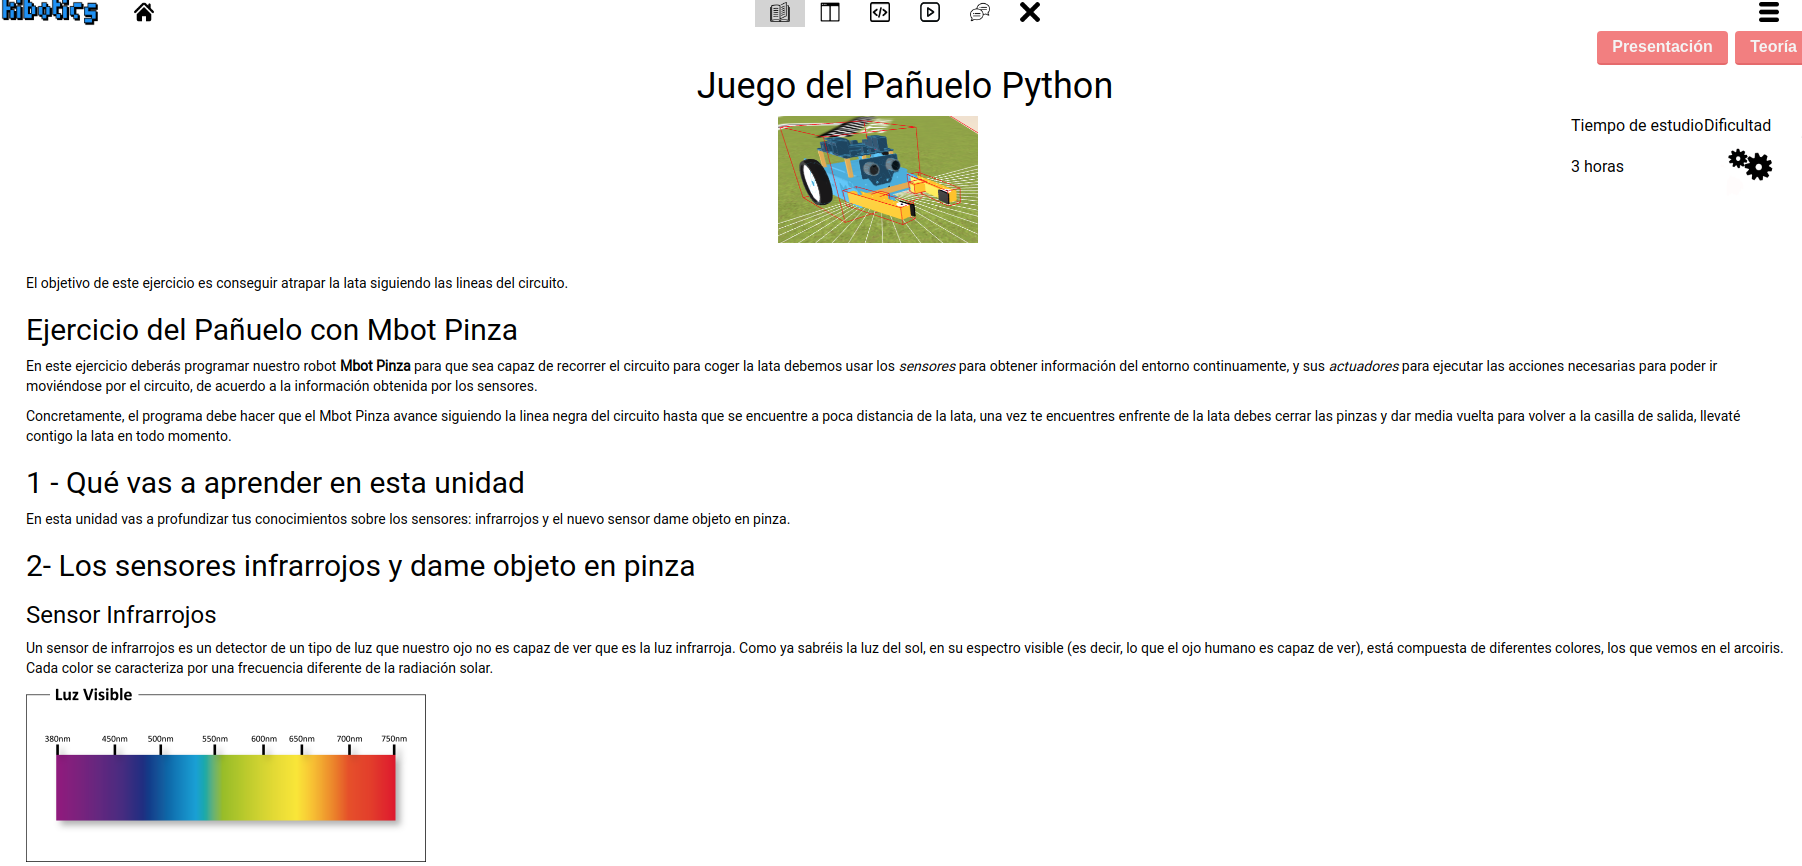 kibotics
Presentación Teoría
Juego del Pañuelo Python
Tiempo de estudio Dificultad
3 horas
El objetivo de este ejercicio es conseguir atrapar la lata siguiendo las lineas del circuito.
Ejercicio del Pañuelo con Mbot Pinza
En este ejercicio deberás programar nuestro robot Mbot Pinza para que sea capaz de recorrer el circuito para coger la lata debemos usar los sensores para obtener información del entorno continuamente, y sus actuadores para ejecutar las acciones necesarias para poder ir
moviéndose por el circuito, de acuerdo a la información obtenida por los sensores.
Concretamente, el programa debe hacer que el Mbot Pinza avance siguiendo la linea negra del circuito hasta que se encuentre a poca distancia de la lata, una vez te encuentres enfrente de la lata debes cerrar las pinzas y dar media vuelta para volver a la casilla de salida, llevaté
contigo la lata en todo momento.
1 - Qué vas a aprender en esta unidad
En esta unidad vas a profundizar tus conocimientos sobre los sensores: infrarrojos y el nuevo sensor dame objeto en pinza.
2- Los sensores infrarrojos y dame objeto en pinza
Sensor Infrarrojos
Un sensor de infrarrojos es un detector de un tipo de luz que nuestro ojo no es capaz de ver que es la luz infrarroja. Como ya sabréis la luz del sol, en su espectro visible (es decir, lo que el ojo humano es capaz de ver), está compuesta de diferentes colores, los que vemos en el arcoiris.
Cada color se caracteriza por una frecuencia diferente de la radiación solar.
Luz Visible
380nm 450nm 500nm 550nm 600nm 650nm 700nm 750nm